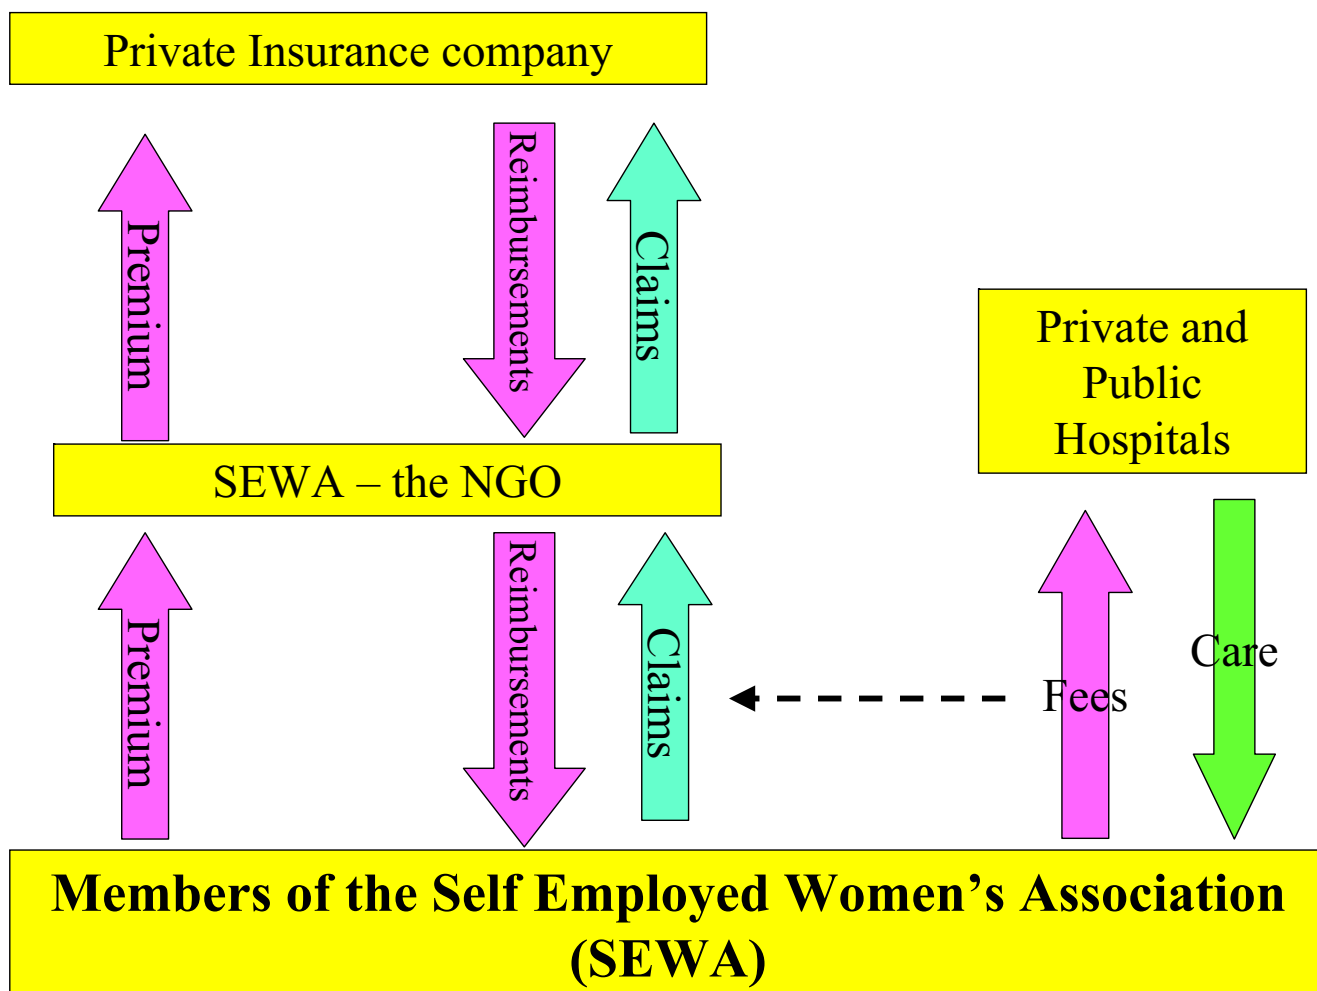 Private Insurance company
Premium
Reimbursements
Claims
Private and
Public
Hospitals
SEWA – the NGO
Premium
Reimbursements
Claims
Fees
Care
Members of the Self Employed Women’s Association
(SEWA)